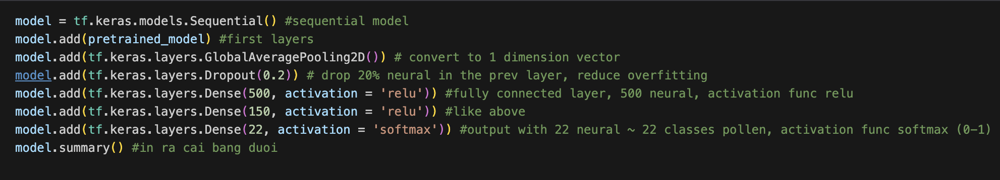 model = tf.keras.models.Sequential() #sequential model
model.add(pretrained_model) #first layers
model.add(tf.keras.layers.GlobalAveragePooling2D()) # convert to 1 dimension vector
model.add(tf.keras.layers.Dropout(0.2)) # drop 20% neural in the prev layer, reduce overfitting
model.add(tf.keras.layers.Dense(500, activation = 'relu')) #fully connected layer, 500 neural, activation func relu
model.add(tf.keras.layers.Dense(150, activation = 'relu')) #like above
model.add(tf.keras.layers.Dense(22, activation = 'softmax')) #output with 22 neural ~ 22 classes pollen, activation func softmax (0-1)
model.summary() #in ra cai bang duoi